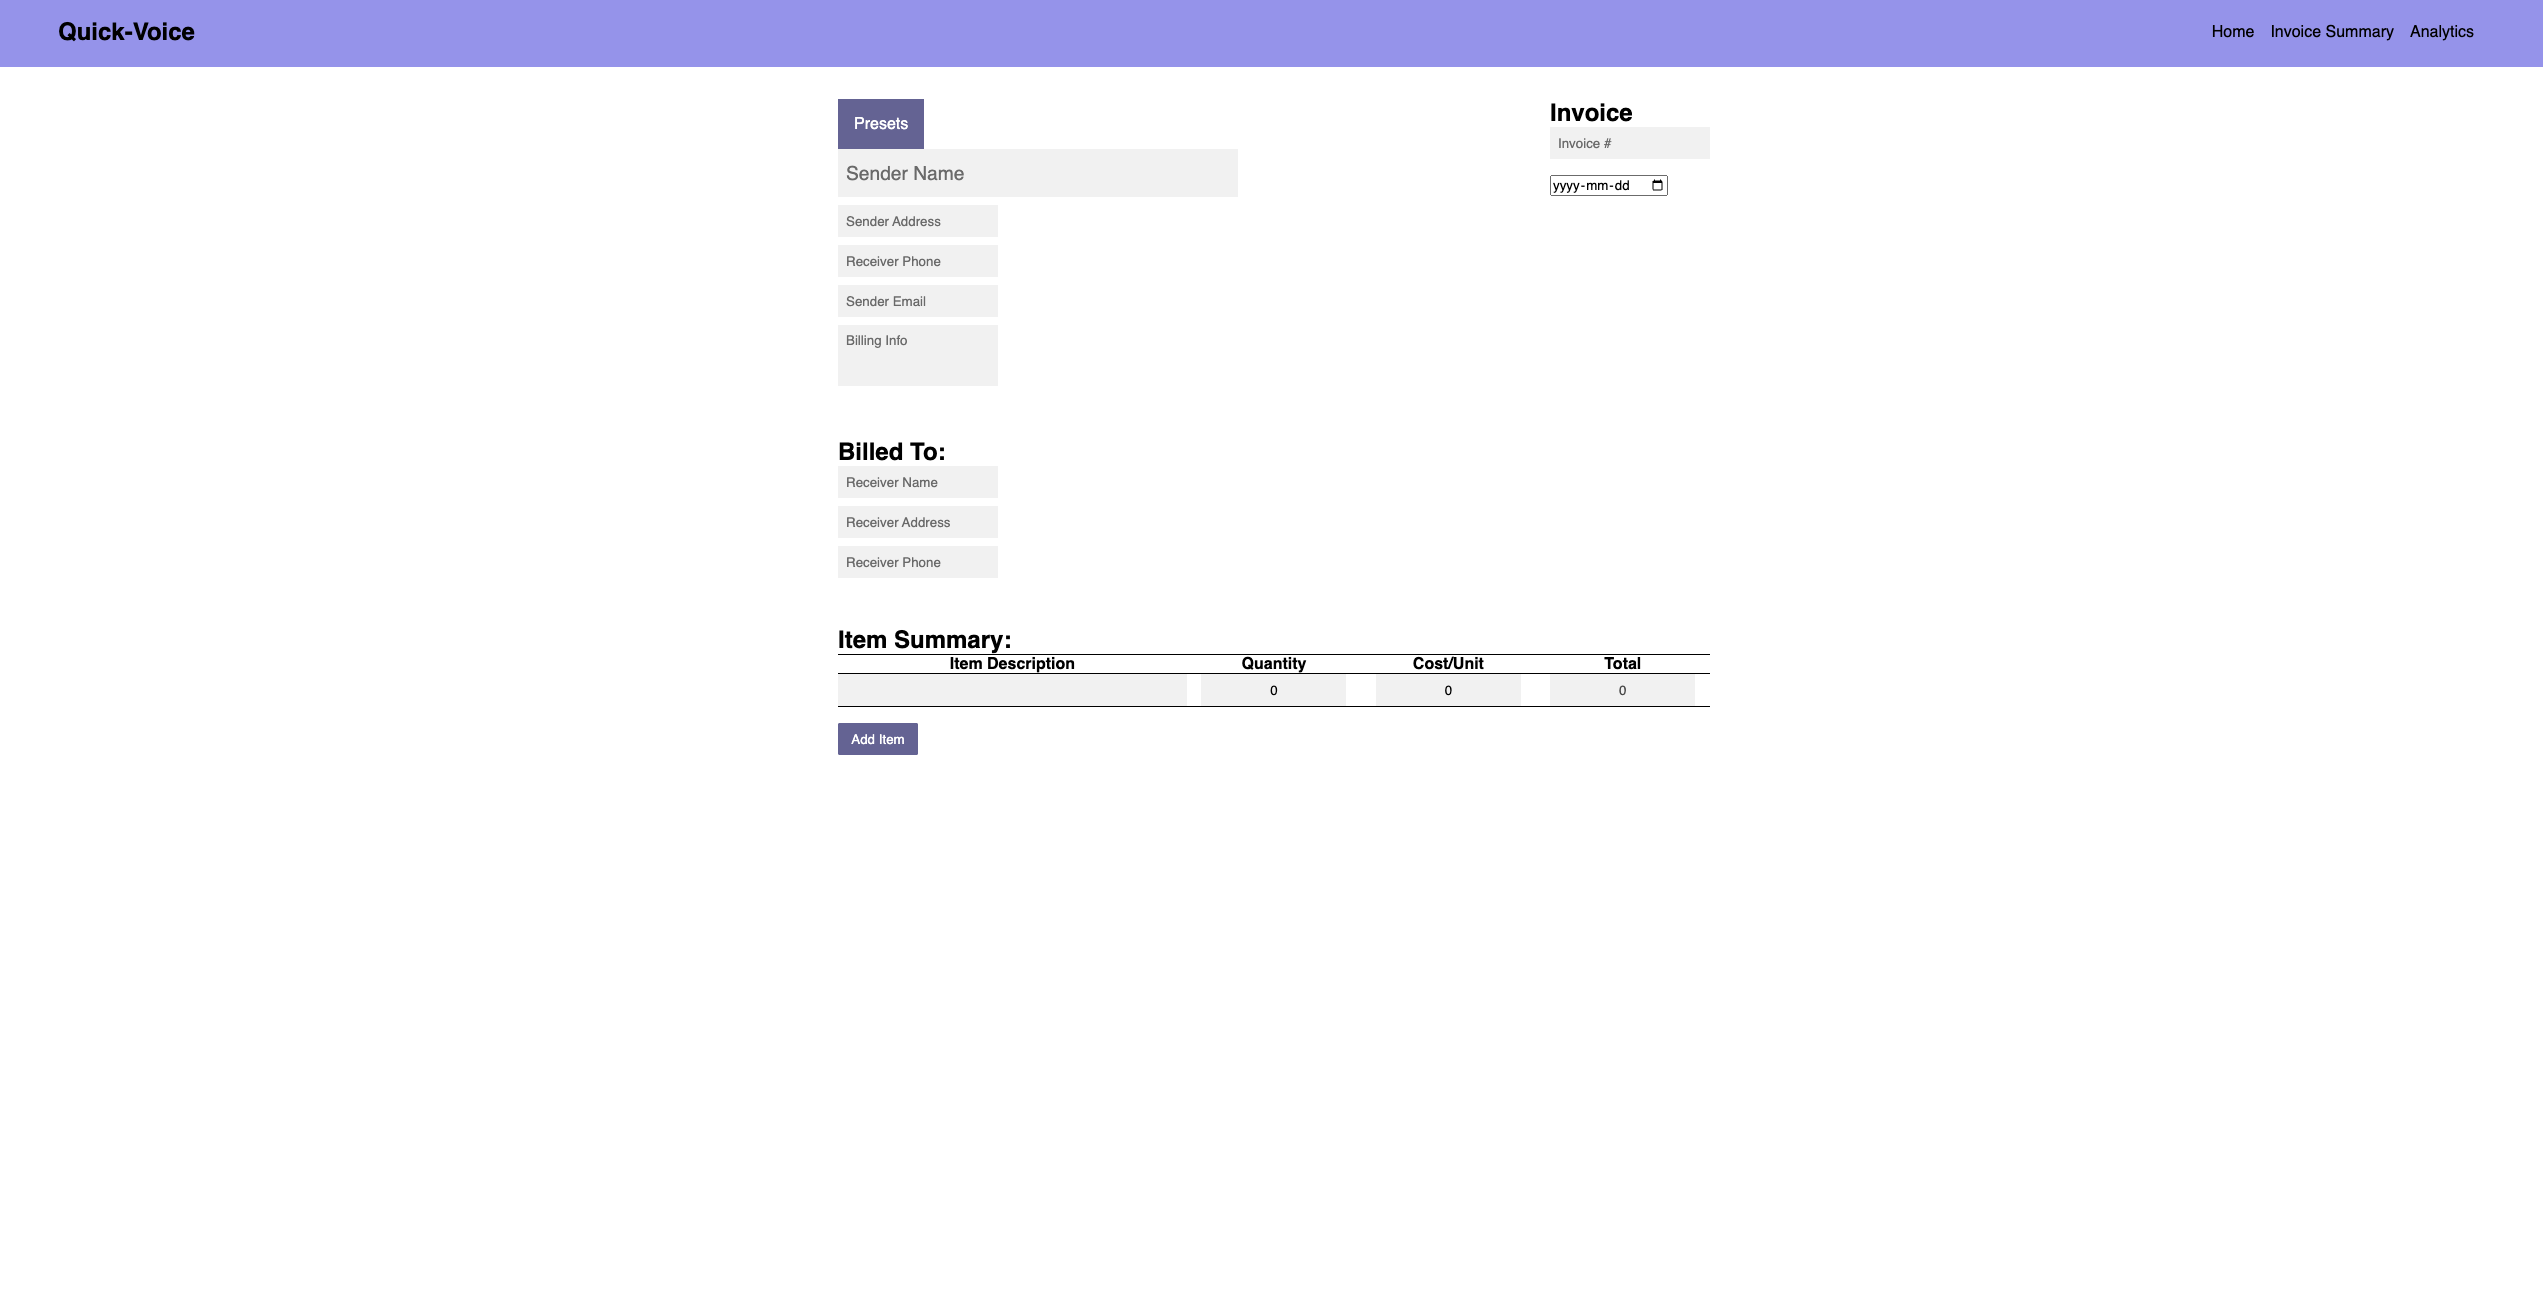 Quick-Voice
Home Invoice Summary Analytics
Presets
Sender Name
Sender Address
Receiver Phone
Sender Email
Billing Info
Invoice
Invoice #
yyyy-mm-dd
Billed To:
Receiver Name
Receiver Address
Receiver Phone
Item Summary:
Item Description Quantity Cost/Unit Total
0 0 0
Add Item